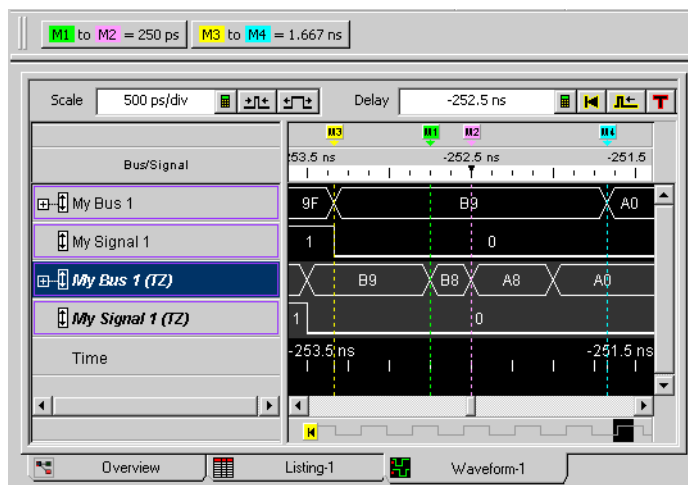 M1 to M2 = 250 ps M3 to M4 = 1.667 ns
Scale 500 ps/div Delay -252.5 ns T
M3 M1 M2 M4
Bus/Signal 53.5 ns -252.5 ns -251.5
My Bus 1 9F B9 A0
My Signal 1 1 0
My Bus 1 (TZ) B9 B8 A8 A0
My Signal 1 (TZ) 1 0
Time -253.5 ns -251.5 ns
Overview Listing-1 Waveform-1